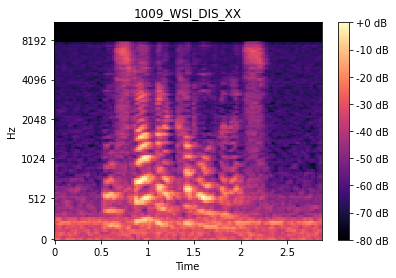 1009_WSI_DIS_XX
+0 dB
8192
-10 dB
4096
-20 dB
-30 dB
2048
Hz
-40 dB
1024
-50 dB
512
-60 dB
-70 dB
0
-80 dB
0 0.5 1 1.5 2 2.5
Time